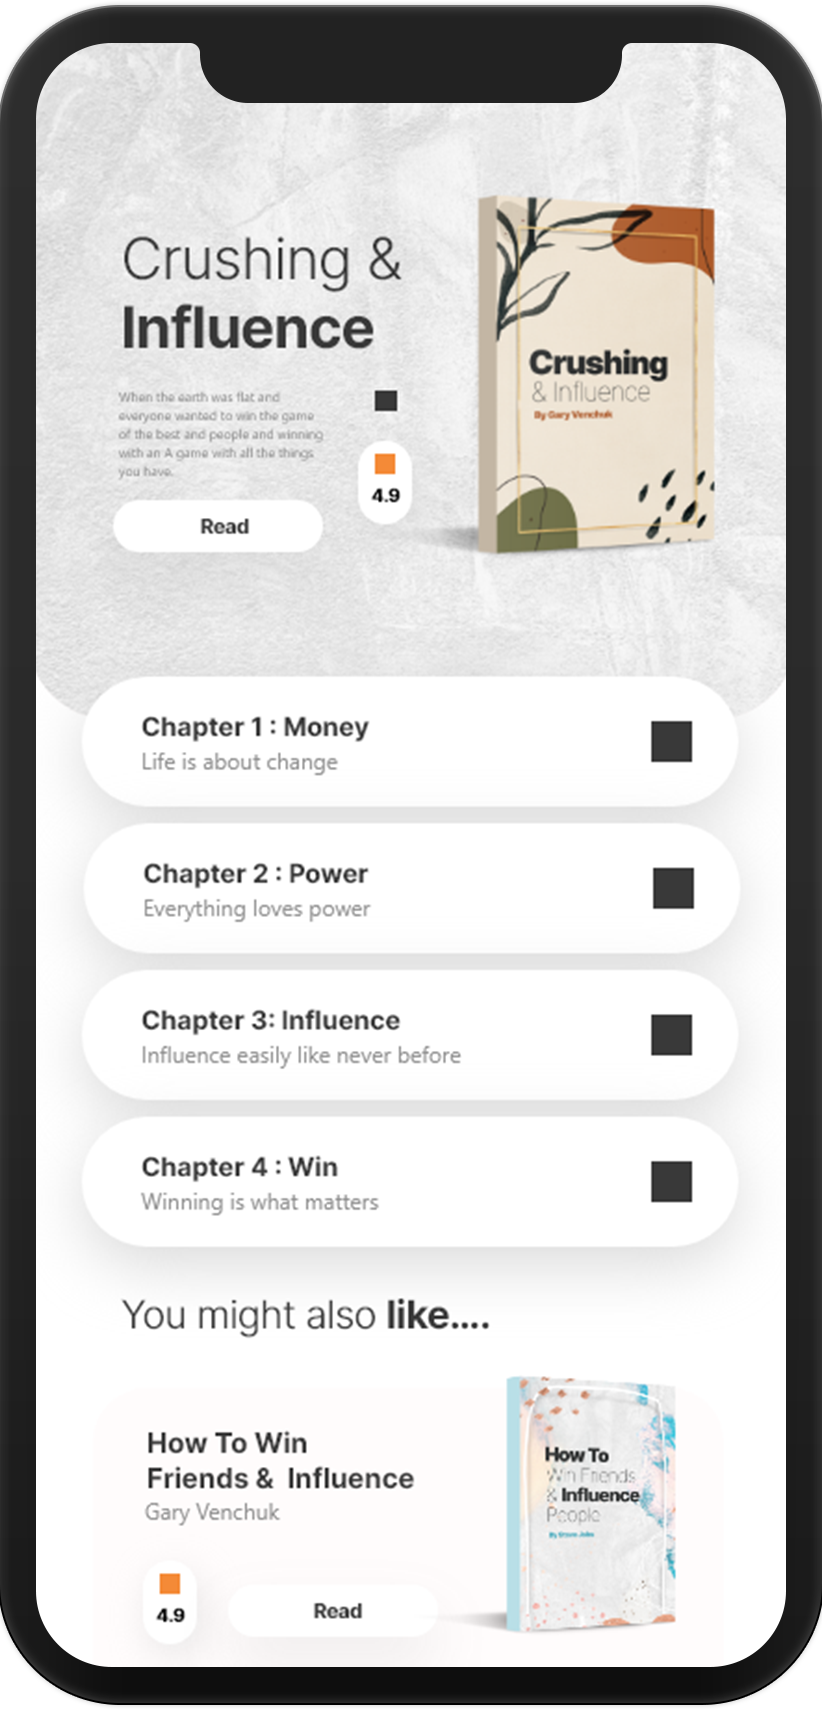 Crushing &
Influence
When the earth was flat and
everyone wanted to win the game
of the best and people and winning
with an A game with all the things
you have.
4.9
Read
Crushing
& Influence
By Gary Venchuk
Chapter 1 : Money
Life is about change
Chapter 2 : Power
Everything loves power
Chapter 3: Influence
Influence easily like never before
Chapter 4 : Win
Winning is what matters
You might also like....
How To Win
Friends & Influence
Gary Venchuk
4.9
Read
How To
Win Friends
& Influence
People
By Steve Jobs